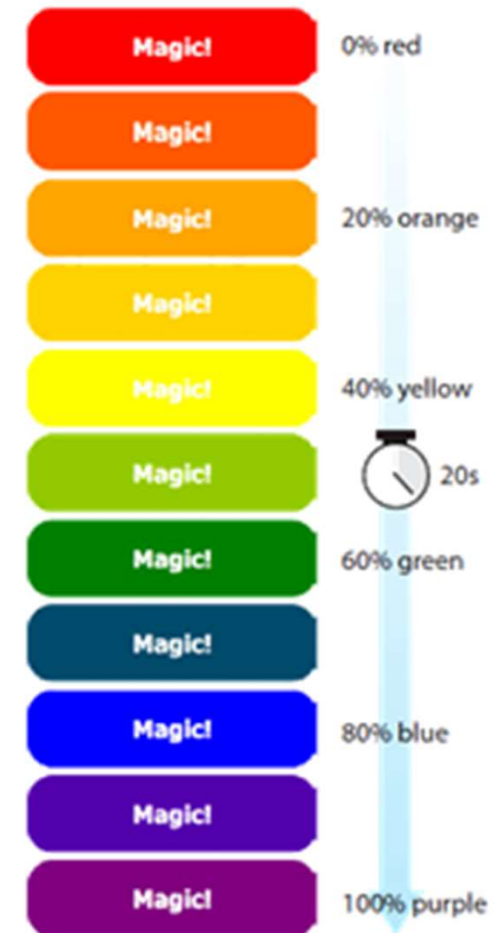 Magic!
0% red
Magic!
Magic!
20% orange
Magic!
Magic!
40% yellow
Magic!
20s
Magic!
60% green
Magic!
Magic!
80% blue
Magic!
Magic!
100% purple